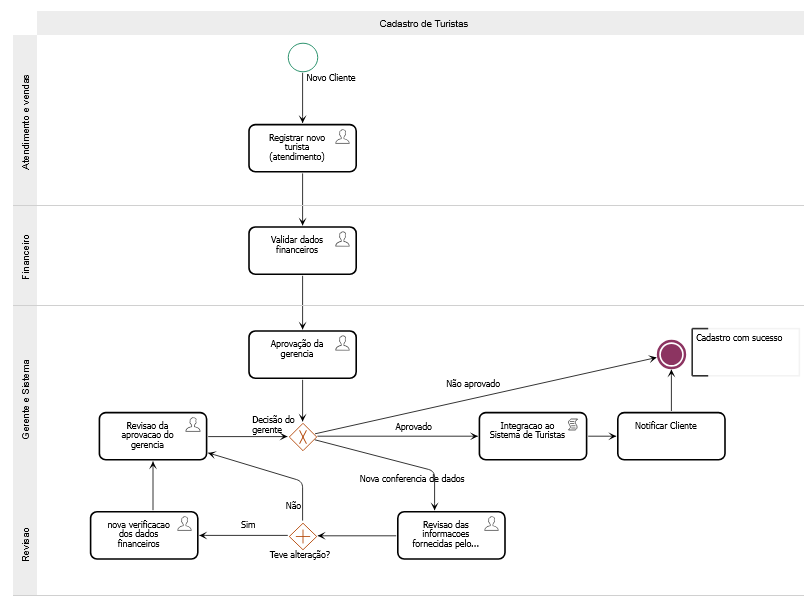 Cadastro de Turistas
Atendimento e vendas
Novo Cliente
Registrar novo
turista
(atendimento)
Financeiro
Validar dados
financeiros
Gerente e Sistema
Aprovação da
gerencia
Cadastro com sucesso
Não aprovado
Revisao da
aprovacao do
gerencia
Decisão do
gerente
Aprovado
Integracao ao
Sistema de Turistas
Notificar Cliente
Nova conferencia de dados
Não
Revisao
nova verificacao
dos dados
financeiros
Sim
Teve alteração?
Revisao das
informacoes
fornecidas pelo...